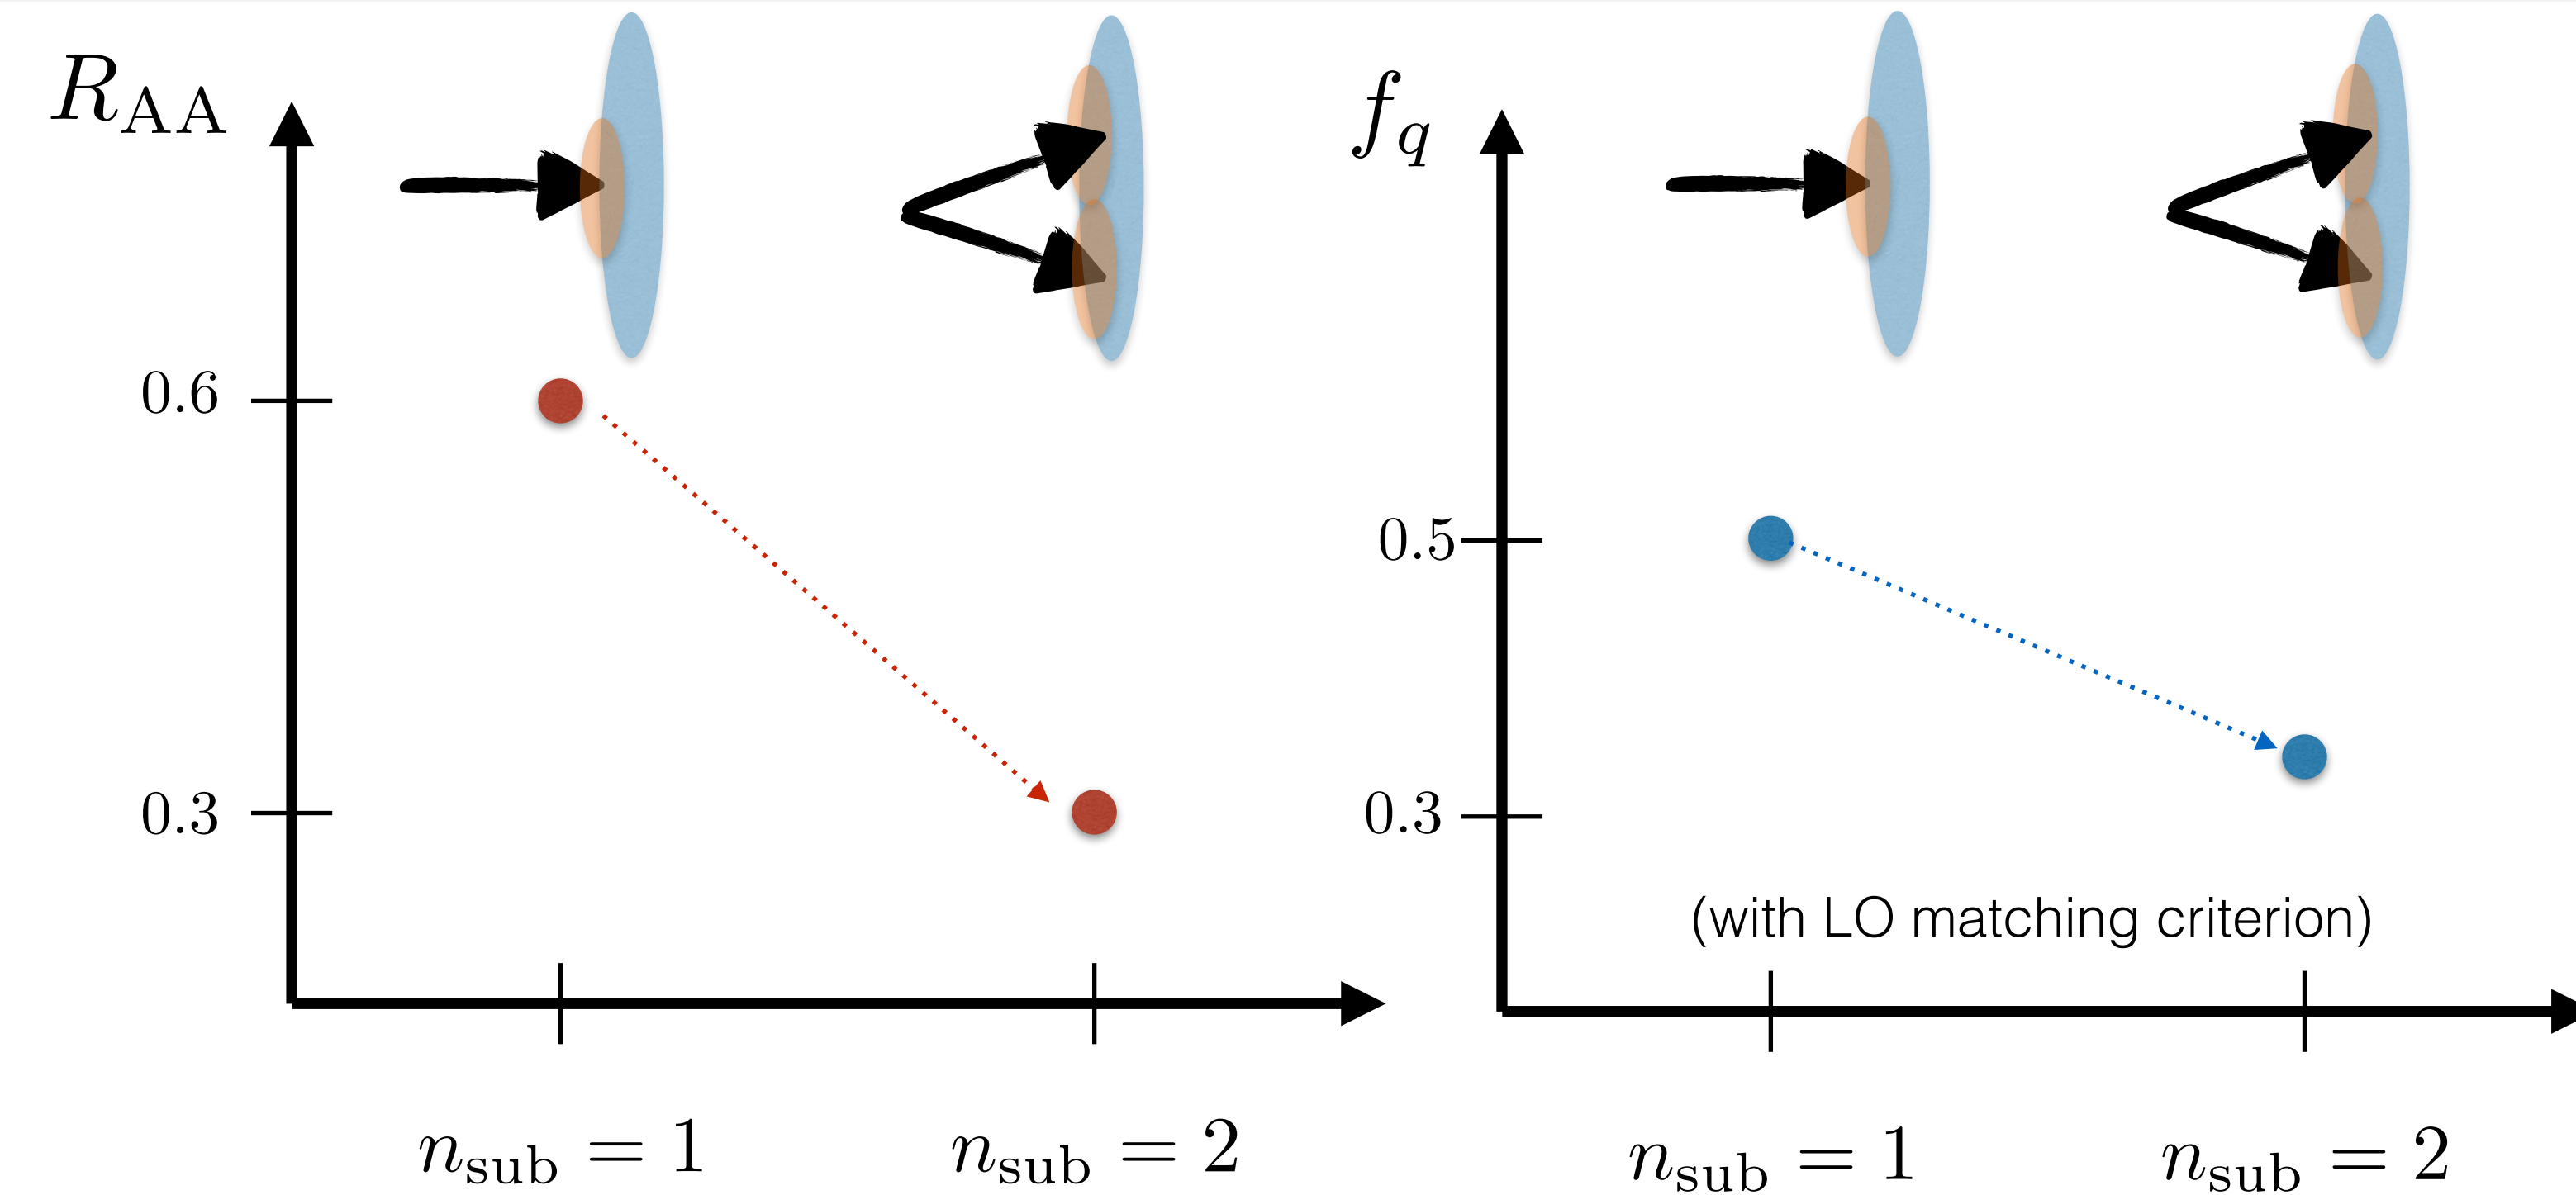 R_AA
0.6
0.3
n_sub = 1
n_sub = 2
f_q
0.5
0.3
(with LO matching criterion)
n_sub = 1
n_sub = 2